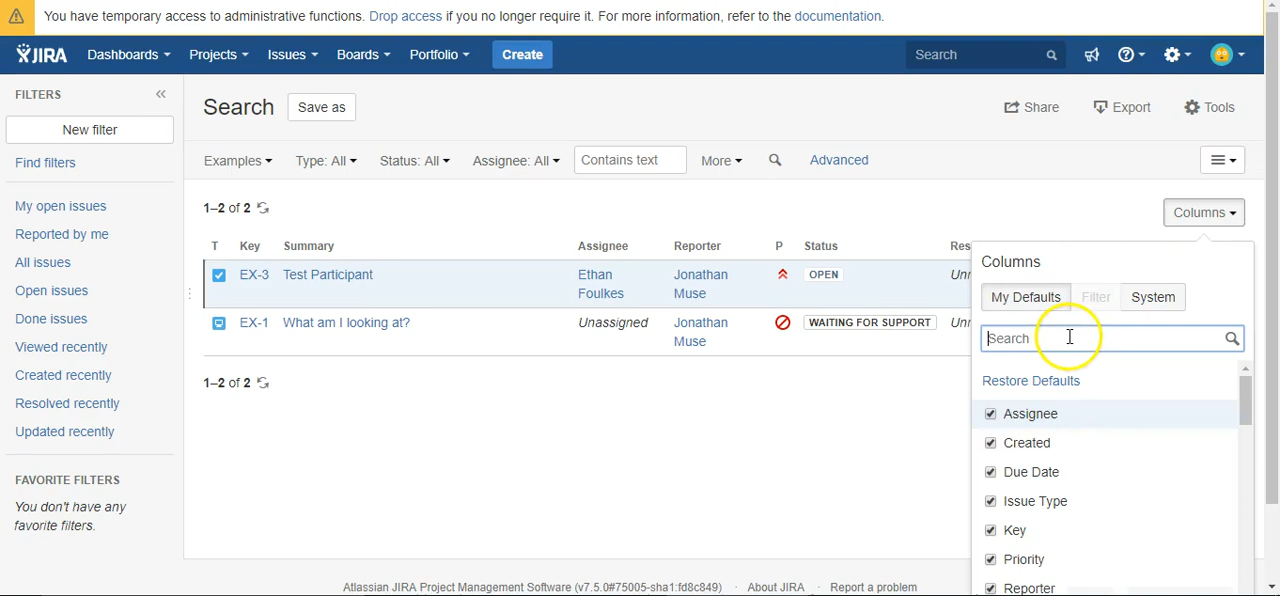 You have temporary access to administrative functions. Drop access if you no longer require it. For more information, refer to the documentation.
JIRA Dashboards Projects Issues Boards Portfolio Create Search
FILTERS
New filter
Find filters
My open issues
Reported by me
All issues
Open issues
Done issues
Viewed recently
Created recently
Resolved recently
Updated recently
FAVORITE FILTERS
You don't have any
favorite filters.
Search Save as Share Export Tools
Examples Type: All Status: All Assignee: All Contains text More Advanced
1–2 of 2 Columns
T Key Summary Assignee Reporter P Status Res
EX-3 Test Participant Ethan Foulkes Jonathan Muse OPEN Unr
EX-1 What am I looking at? Unassigned Jonathan Muse WAITING FOR SUPPORT Unr
1–2 of 2
Columns
My Defaults Filter System
Search
Restore Defaults
Assignee
Created
Due Date
Issue Type
Key
Priority
Reporter
Atlassian JIRA Project Management Software (v7.5.0#75005-sha1:fd8c849) · About JIRA · Report a problem